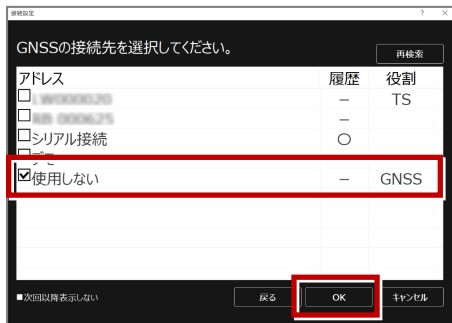 接続設定
? ×
GNSSの接続先を選択してください。
再検索
アドレス 履歴 役割
− TS
−
シリアル接続 ○
デモ
使用しない − GNSS
■次回以降表示しない 戻る OK キャンセル